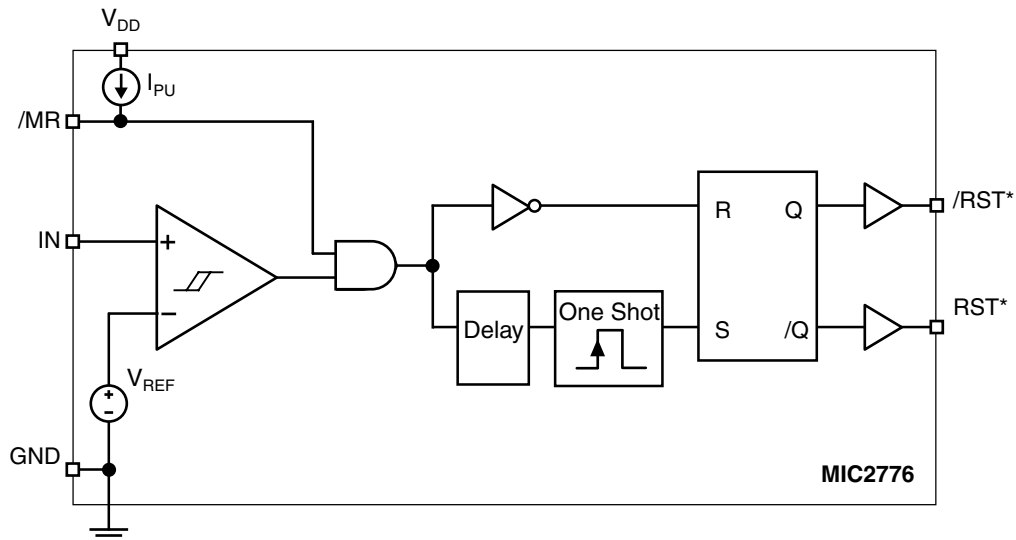 VDD
IPU
/MR
R Q
/RST*
IN
+
−
Delay
One Shot
S /Q
RST*
VREF
+
−
GND
MIC2776